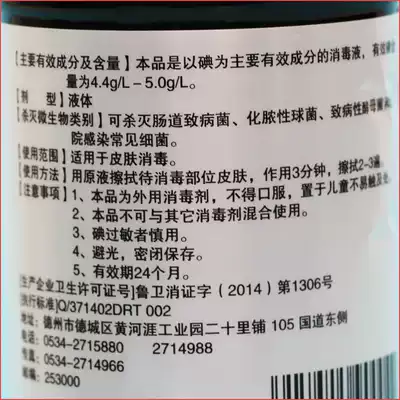 【主要有效成分及含量】本品是以碘为主要有效成分的消毒液，有效碘含
量为4.4g/L－5.0g/L。
【剂　　型】液体
【杀灭微生物类别】可杀灭肠道致病菌、化脓性球菌、致病性酵母菌和
院感染常见细菌。
【使用范围】适用于皮肤消毒。
【使用方法】用原液擦拭待消毒部位皮肤，作用3分钟，擦拭2-3遍。
【注意事项】1、本品为外用消毒剂，不得口服，置于儿童不易触及处。
2、本品不可与其它消毒剂混合使用。
3、碘过敏者慎用。
4、避光，密闭保存。
5、有效期24个月。
[生产企业卫生许可证号]鲁卫消证字（2014）第1306号
[执行标准]Q/371402DRT 002
地址：德州市德城区黄河涯工业园二十里铺 105 国道东侧
电话：0534-2715880　　2714988
传真：0534-2714966
邮编：253000